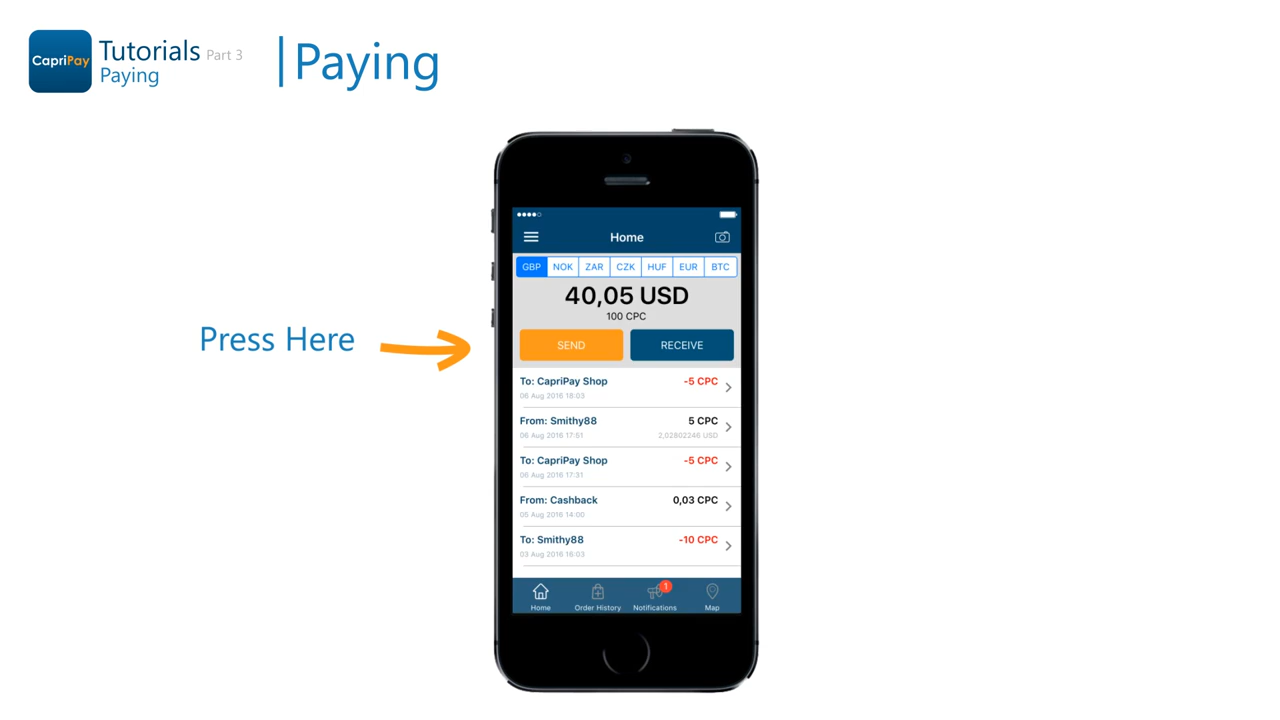 CapriPay
Tutorials Part 3
Paying
Paying
Home
GBP NOK ZAR CZK HUF EUR BTC
40,05 USD
100 CPC
Press Here
SEND RECEIVE
To: CapriPay Shop -5 CPC
06 Aug 2016 18:03
From: Smithy88 5 CPC
06 Aug 2016 17:51 2,02802246 USD
To: CapriPay Shop -5 CPC
06 Aug 2016 17:31
From: Cashback 0,03 CPC
05 Aug 2016 14:00
To: Smithy88 -10 CPC
03 Aug 2016 16:03
1
Home Order History Notifications Map